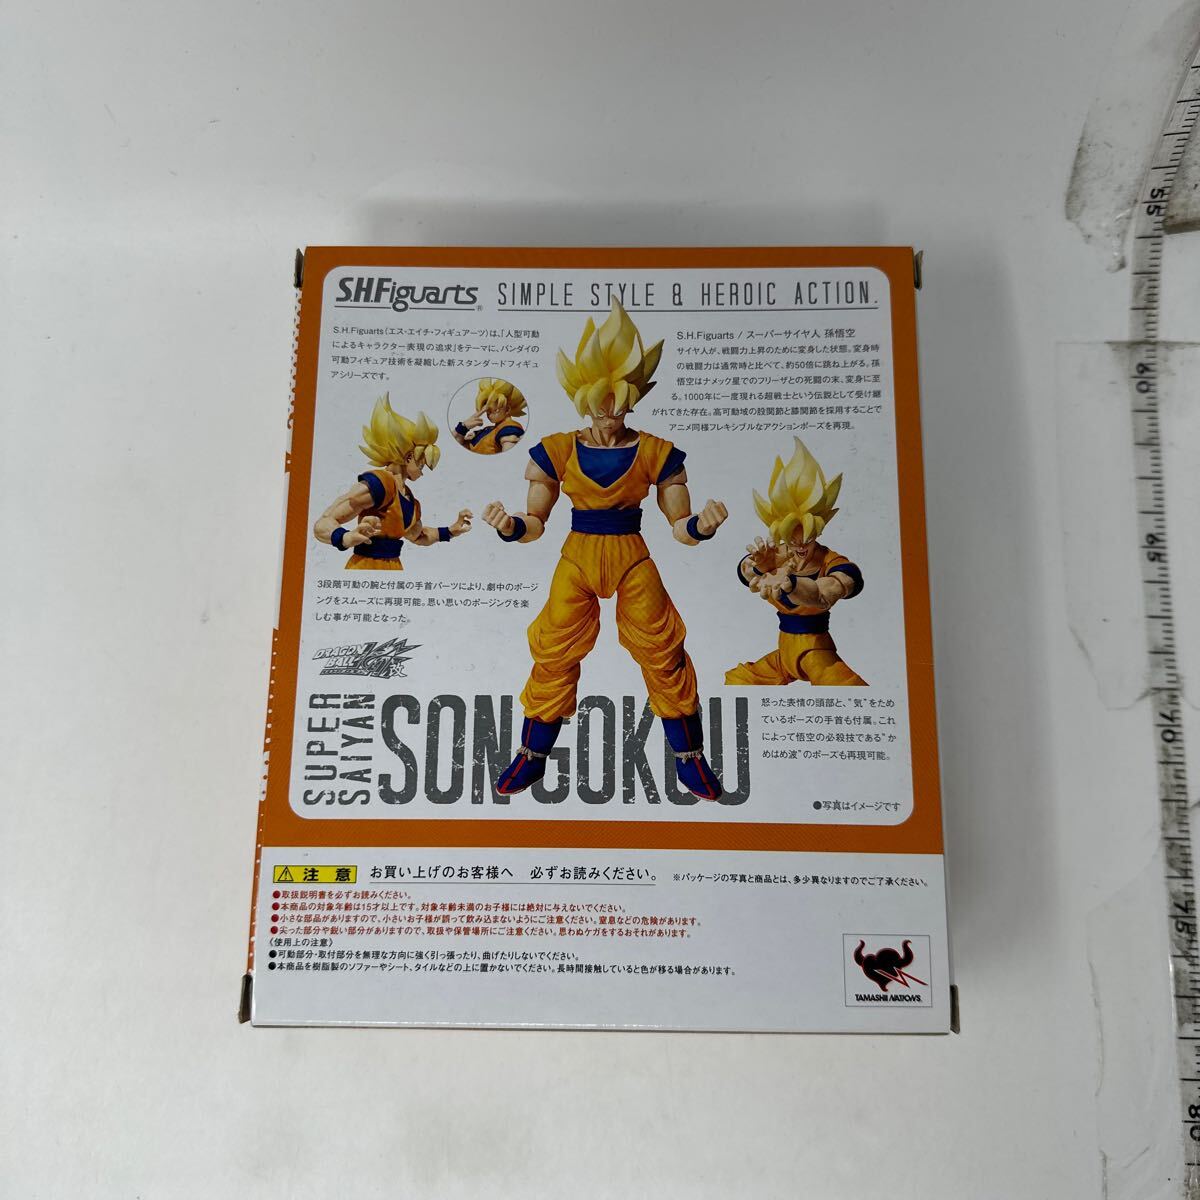 S.H.Figuarts® SIMPLE STYLE & HEROIC ACTION.
S.H.Figuarts(エス・エイチ・フィギュアーツ)は、「人型可動
によるキャラクター表現の追求」をテーマに、バンダイの
可動フィギュア技術を凝縮した新スタンダードフィギュ
アシリーズです。
S.H.Figuarts / スーパーサイヤ人 孫悟空
サイヤ人が、戦闘力上昇のために変身した状態。変身時
の戦闘力は通常時と比べて、約50倍に跳ね上がる。孫
悟空はナメック星でのフリーザとの死闘の末、変身に至
る。1000年に一度現れる超戦士という伝説として受け継
がれてきた存在。高可動域の股関節と膝関節を採用することで
アニメ同様フレキシブルなアクションポーズを再現。
3段階可動の腕と付属の手首パーツにより、劇中のポージ
ングをスムーズに再現可能。思い思いのポージングを楽
しむ事が可能となった。
DRAGON
BALL改
SUPER
SAIYAN
SON GOKOU
怒った表情の頭部と、"気"をため
ているポーズの手首も付属。これ
によって悟空の必殺技である"か
めはめ波"のポーズも再現可能。
●写真はイメージです
⚠注意 お買い上げのお客様へ 必ずお読みください。 ※パッケージの写真と商品とは、多少異なりますのでご了承ください。
●取扱説明書を必ずお読みください。
●本商品の対象年齢は15才以上です。対象年齢未満のお子様には絶対に与えないでください。
●小さな部品がありますので、小さいお子様が誤って飲み込まないようにご注意ください。窒息などの危険があります。
●尖った部分や鋭い部分がありますので、取扱や保管場所にご注意ください。思わぬケガをするおそれがあります。
〈使用上の注意〉
●可動部分・取付部分を無理な方向に強く引っ張ったり、曲げたりしないでください。
●本商品を樹脂製のソファーやシート、タイルなどの上に置かないでください。長時間接触していると色が移る場合があります。
TAMASHII NATIONS
55
60
65
70
75
80